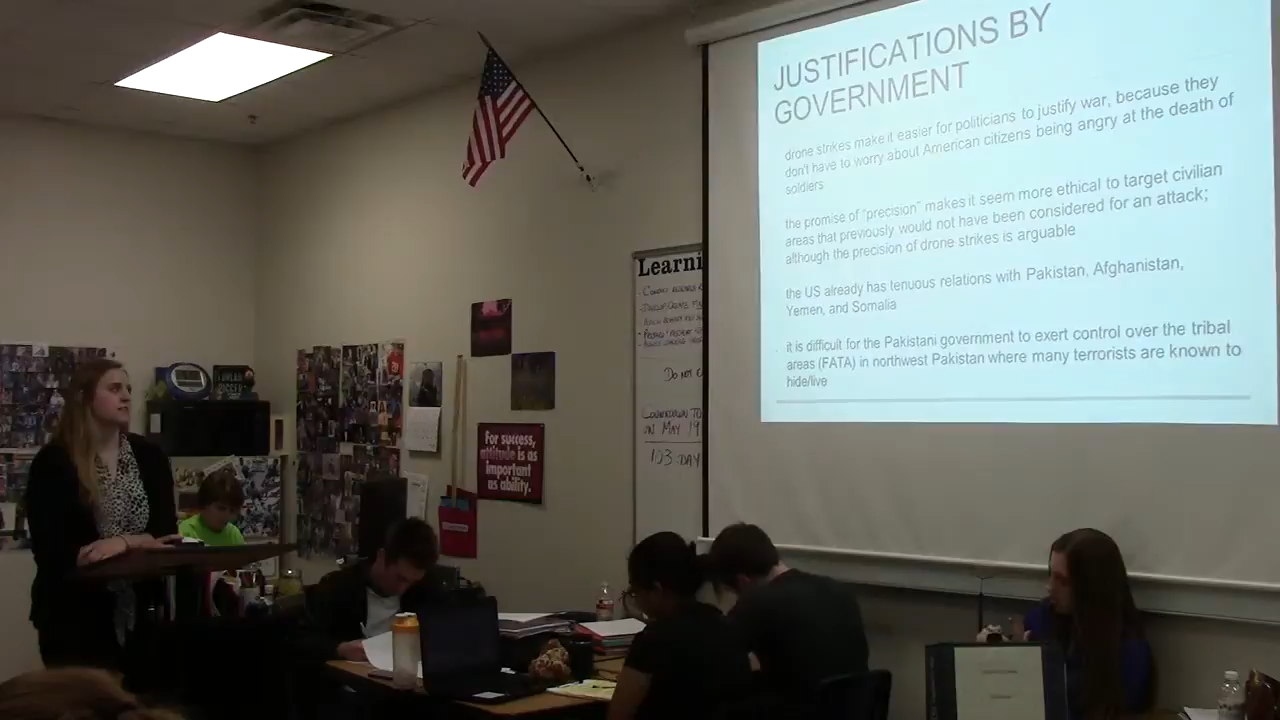 JUSTIFICATIONS BY
GOVERNMENT
drone strikes make it easier for politicians to justify war, because they
don't have to worry about American citizens being angry at the death of
soldiers
the promise of "precision" makes it seem more ethical to target civilian
areas that previously would not have been considered for an attack;
although the precision of drone strikes is arguable
the US already has tenuous relations with Pakistan, Afghanistan,
Yemen, and Somalia
it is difficult for the Pakistani government to exert control over the tribal
areas (FATA) in northwest Pakistan where many terrorists are known to
hide/live
Learni
Do not
Countdown to
on May 19
103 day
For success,
attitude is as
important
as ability.